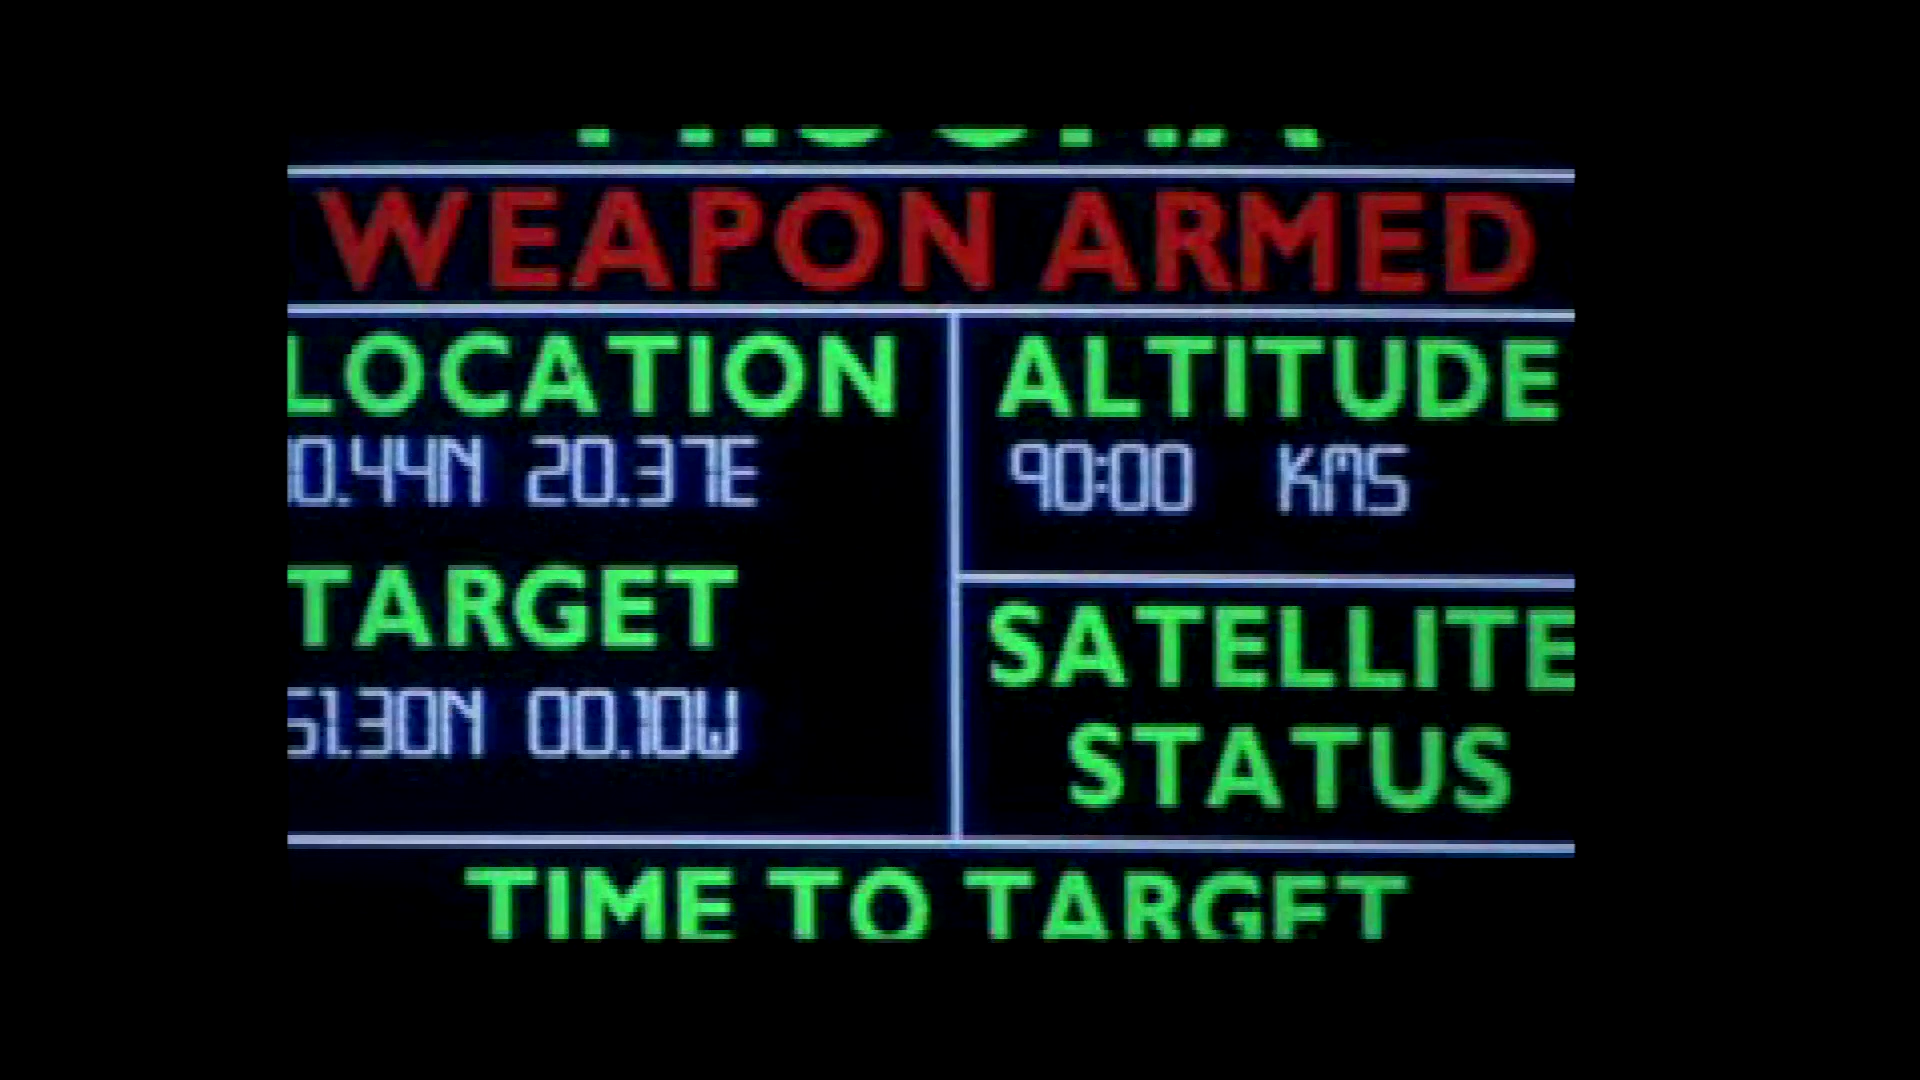 WEAPON ARMED
LOCATION ALTITUDE
0.44N 20.37E 90:00 KMS
TARGET
51.30N 00.10W
SATELLITE
STATUS
TIME TO TARGET